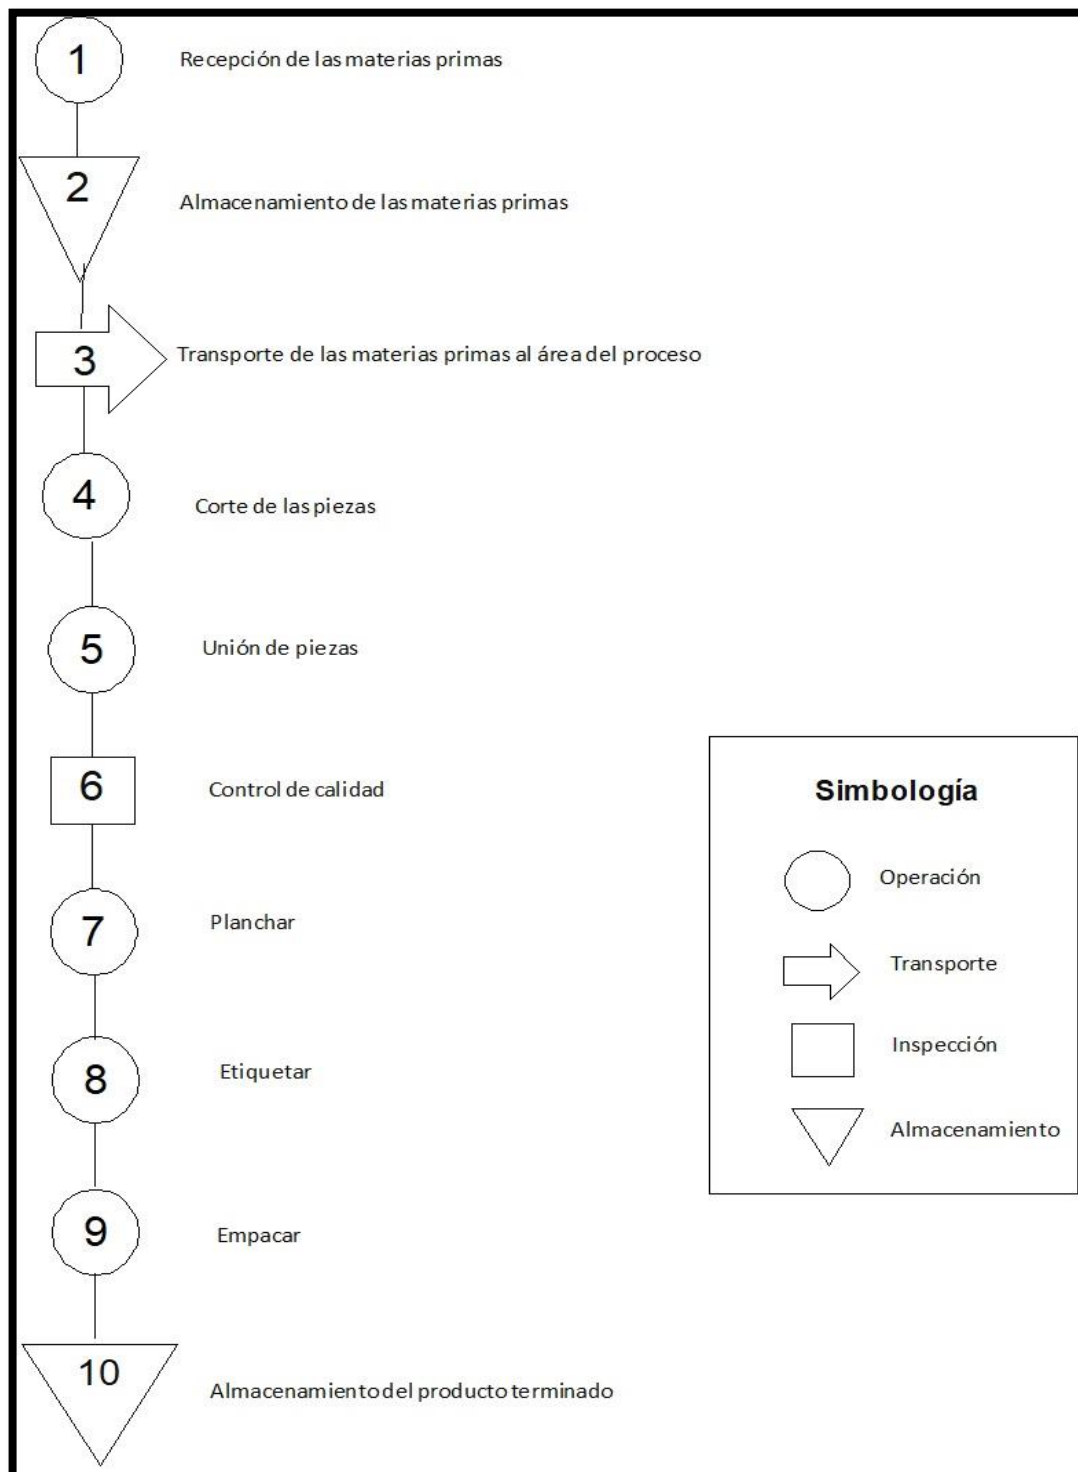 1
Recepción de las materias primas
2
Almacenamiento de las materias primas
3
Transporte de las materias primas al área del proceso
4
Corte de las piezas
5
Unión de piezas
6
Control de calidad
7
Planchar
8
Etiquetar
9
Empacar
10
Almacenamiento del producto terminado
Simbología
Operación
Transporte
Inspección
Almacenamiento